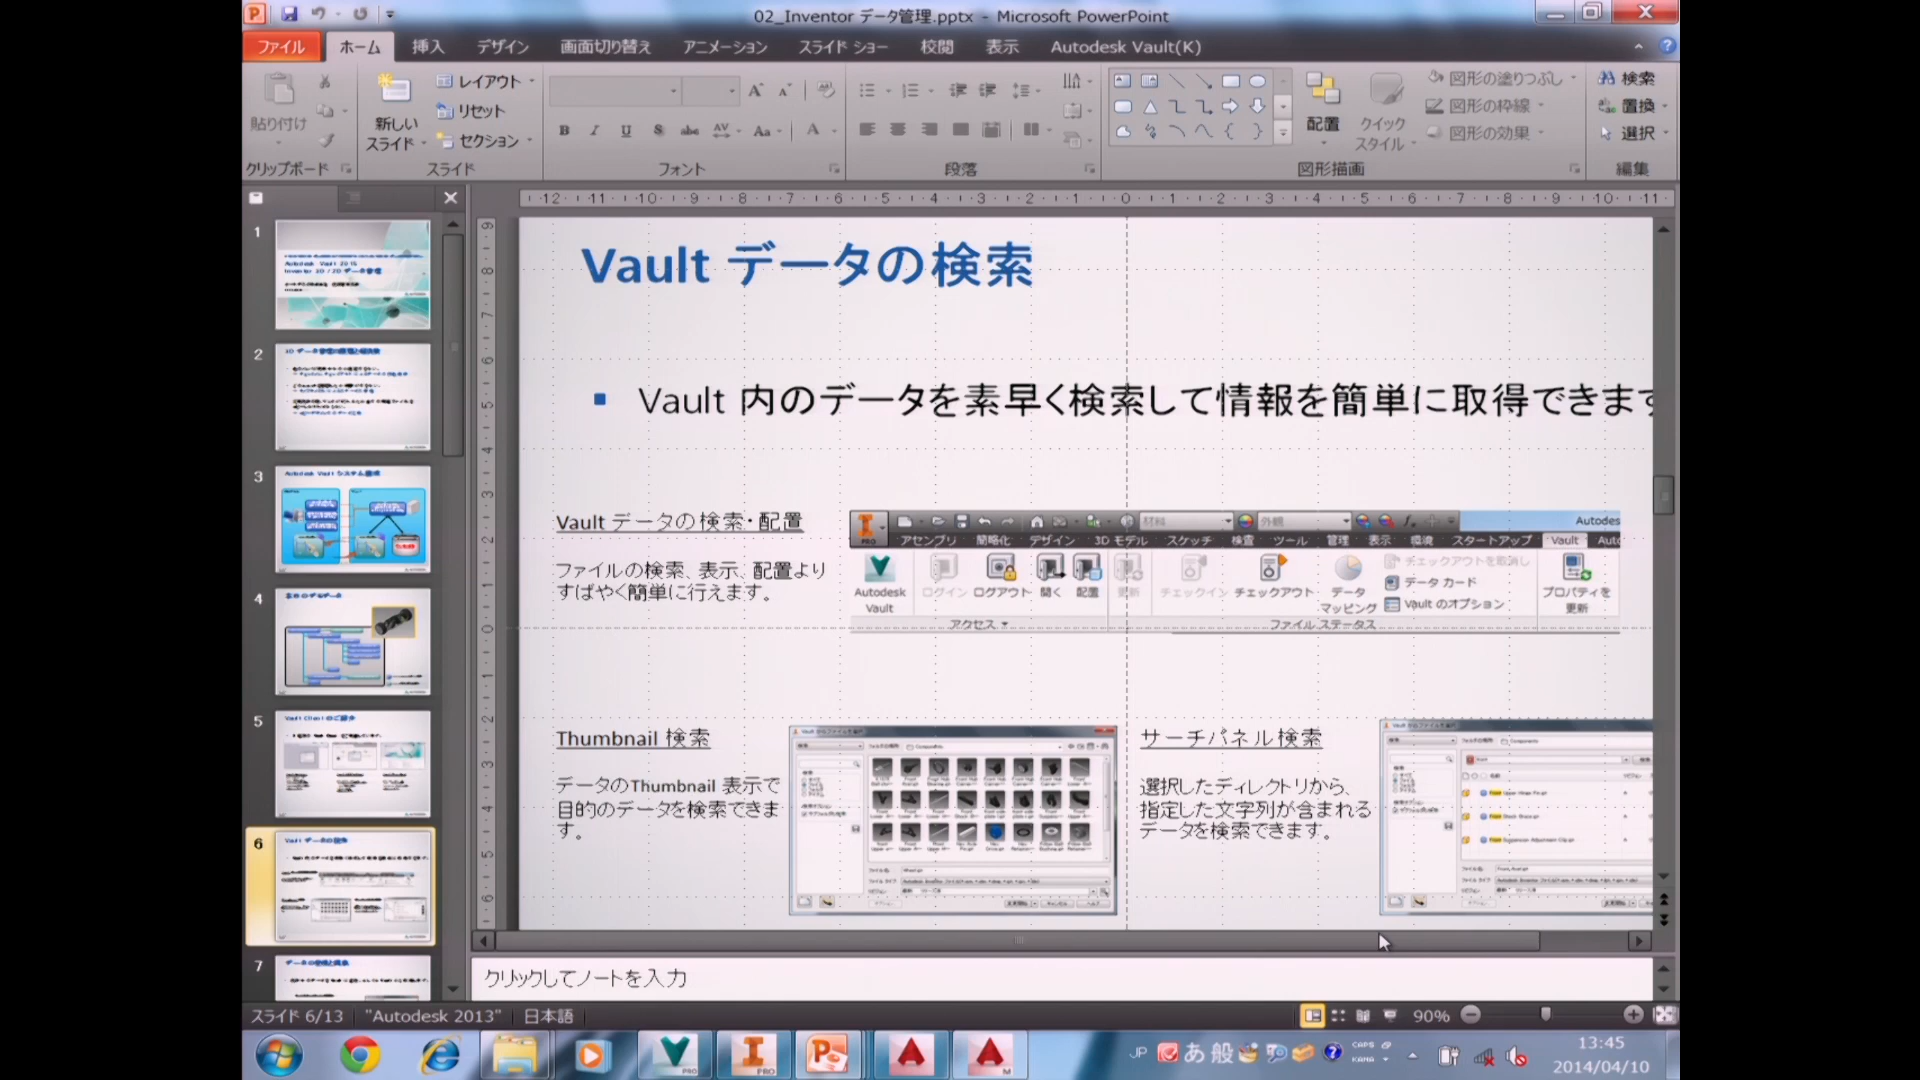 02_Inventor データ管理.pptx - Microsoft PowerPoint
ファイル ホーム 挿入 デザイン 画面切り替え アニメーション スライド ショー 校閲 表示 Autodesk Vault(K)
貼り付け
新しい
スライド
レイアウト
リセット
セクション
配置
クイック
スタイル
図形の塗りつぶし
図形の枠線
図形の効果
検索
置換
選択
クリップボード スライド フォント 段落 図形描画 編集
Vault データの検索
Vault 内のデータを素早く検索して情報を簡単に取得できます
Vault データの検索・配置
ファイルの検索、表示、配置より
すばやく簡単に行えます。
材料 外観 Autodes
アセンブリ 簡略化 デザイン 3D モデル スケッチ 検査 ツール 管理 表示 環境 スタートアップ Vault Auto
Autodesk
Vault
ログイン ログアウト 開く 配置 更新
チェックイン チェックアウト
データ
マッピング
チェックアウトを取消し
データ カード
Vault のオプション
プロパティを
更新
アクセス ファイル ステータス
Thumbnail 検索
データのThumbnail 表示で
目的のデータを検索できま
す。
サーチパネル検索
選択したディレクトリから、
指定した文字列が含まれる
データを検索できます。
1
2
3
4
5
6
7
クリックしてノートを入力
スライド 6/13 "Autodesk 2013" 日本語 90%
JP あ 般 CAPS KANA
13:45
2014/04/10